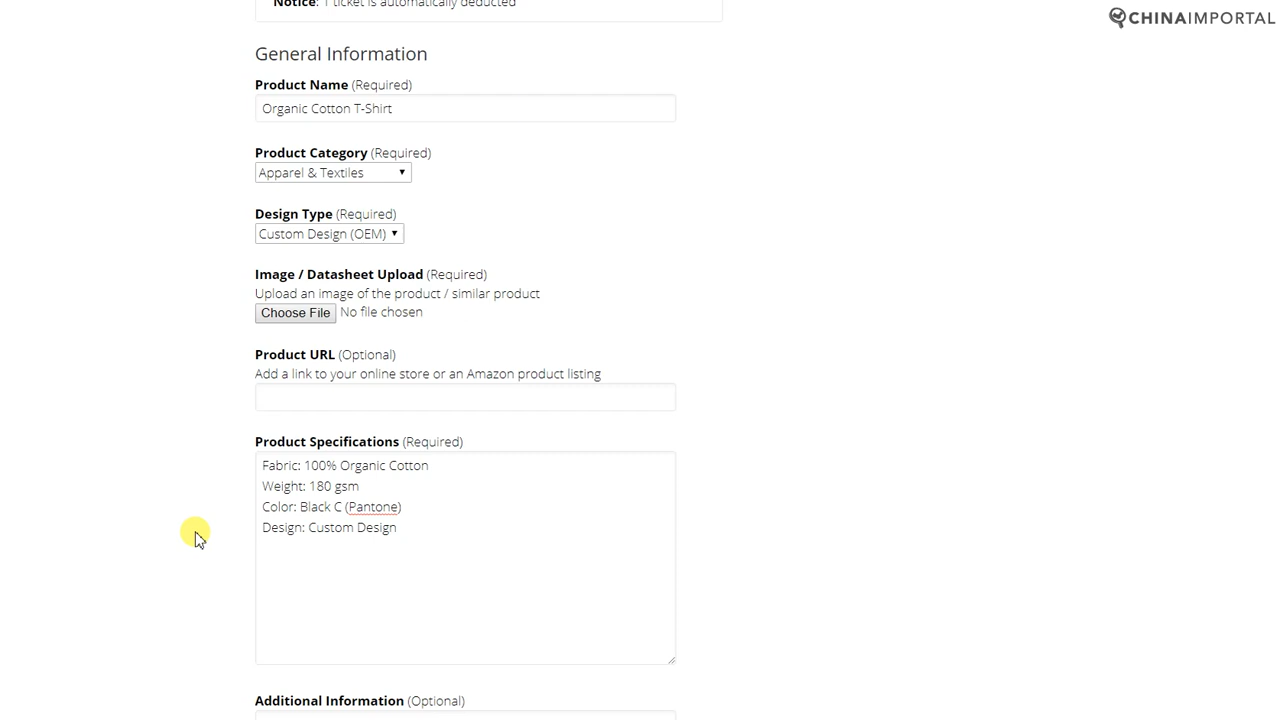 Notice: 1 ticket is automatically deducted
CHINAIMPORTAL
General Information
Product Name (Required)
Organic Cotton T-Shirt
Product Category (Required)
Apparel & Textiles
Design Type (Required)
Custom Design (OEM)
Image / Datasheet Upload (Required)
Upload an image of the product / similar product
Choose File No file chosen
Product URL (Optional)
Add a link to your online store or an Amazon product listing
Product Specifications (Required)
Fabric: 100% Organic Cotton
Weight: 180 gsm
Color: Black C (Pantone)
Design: Custom Design
Additional Information (Optional)